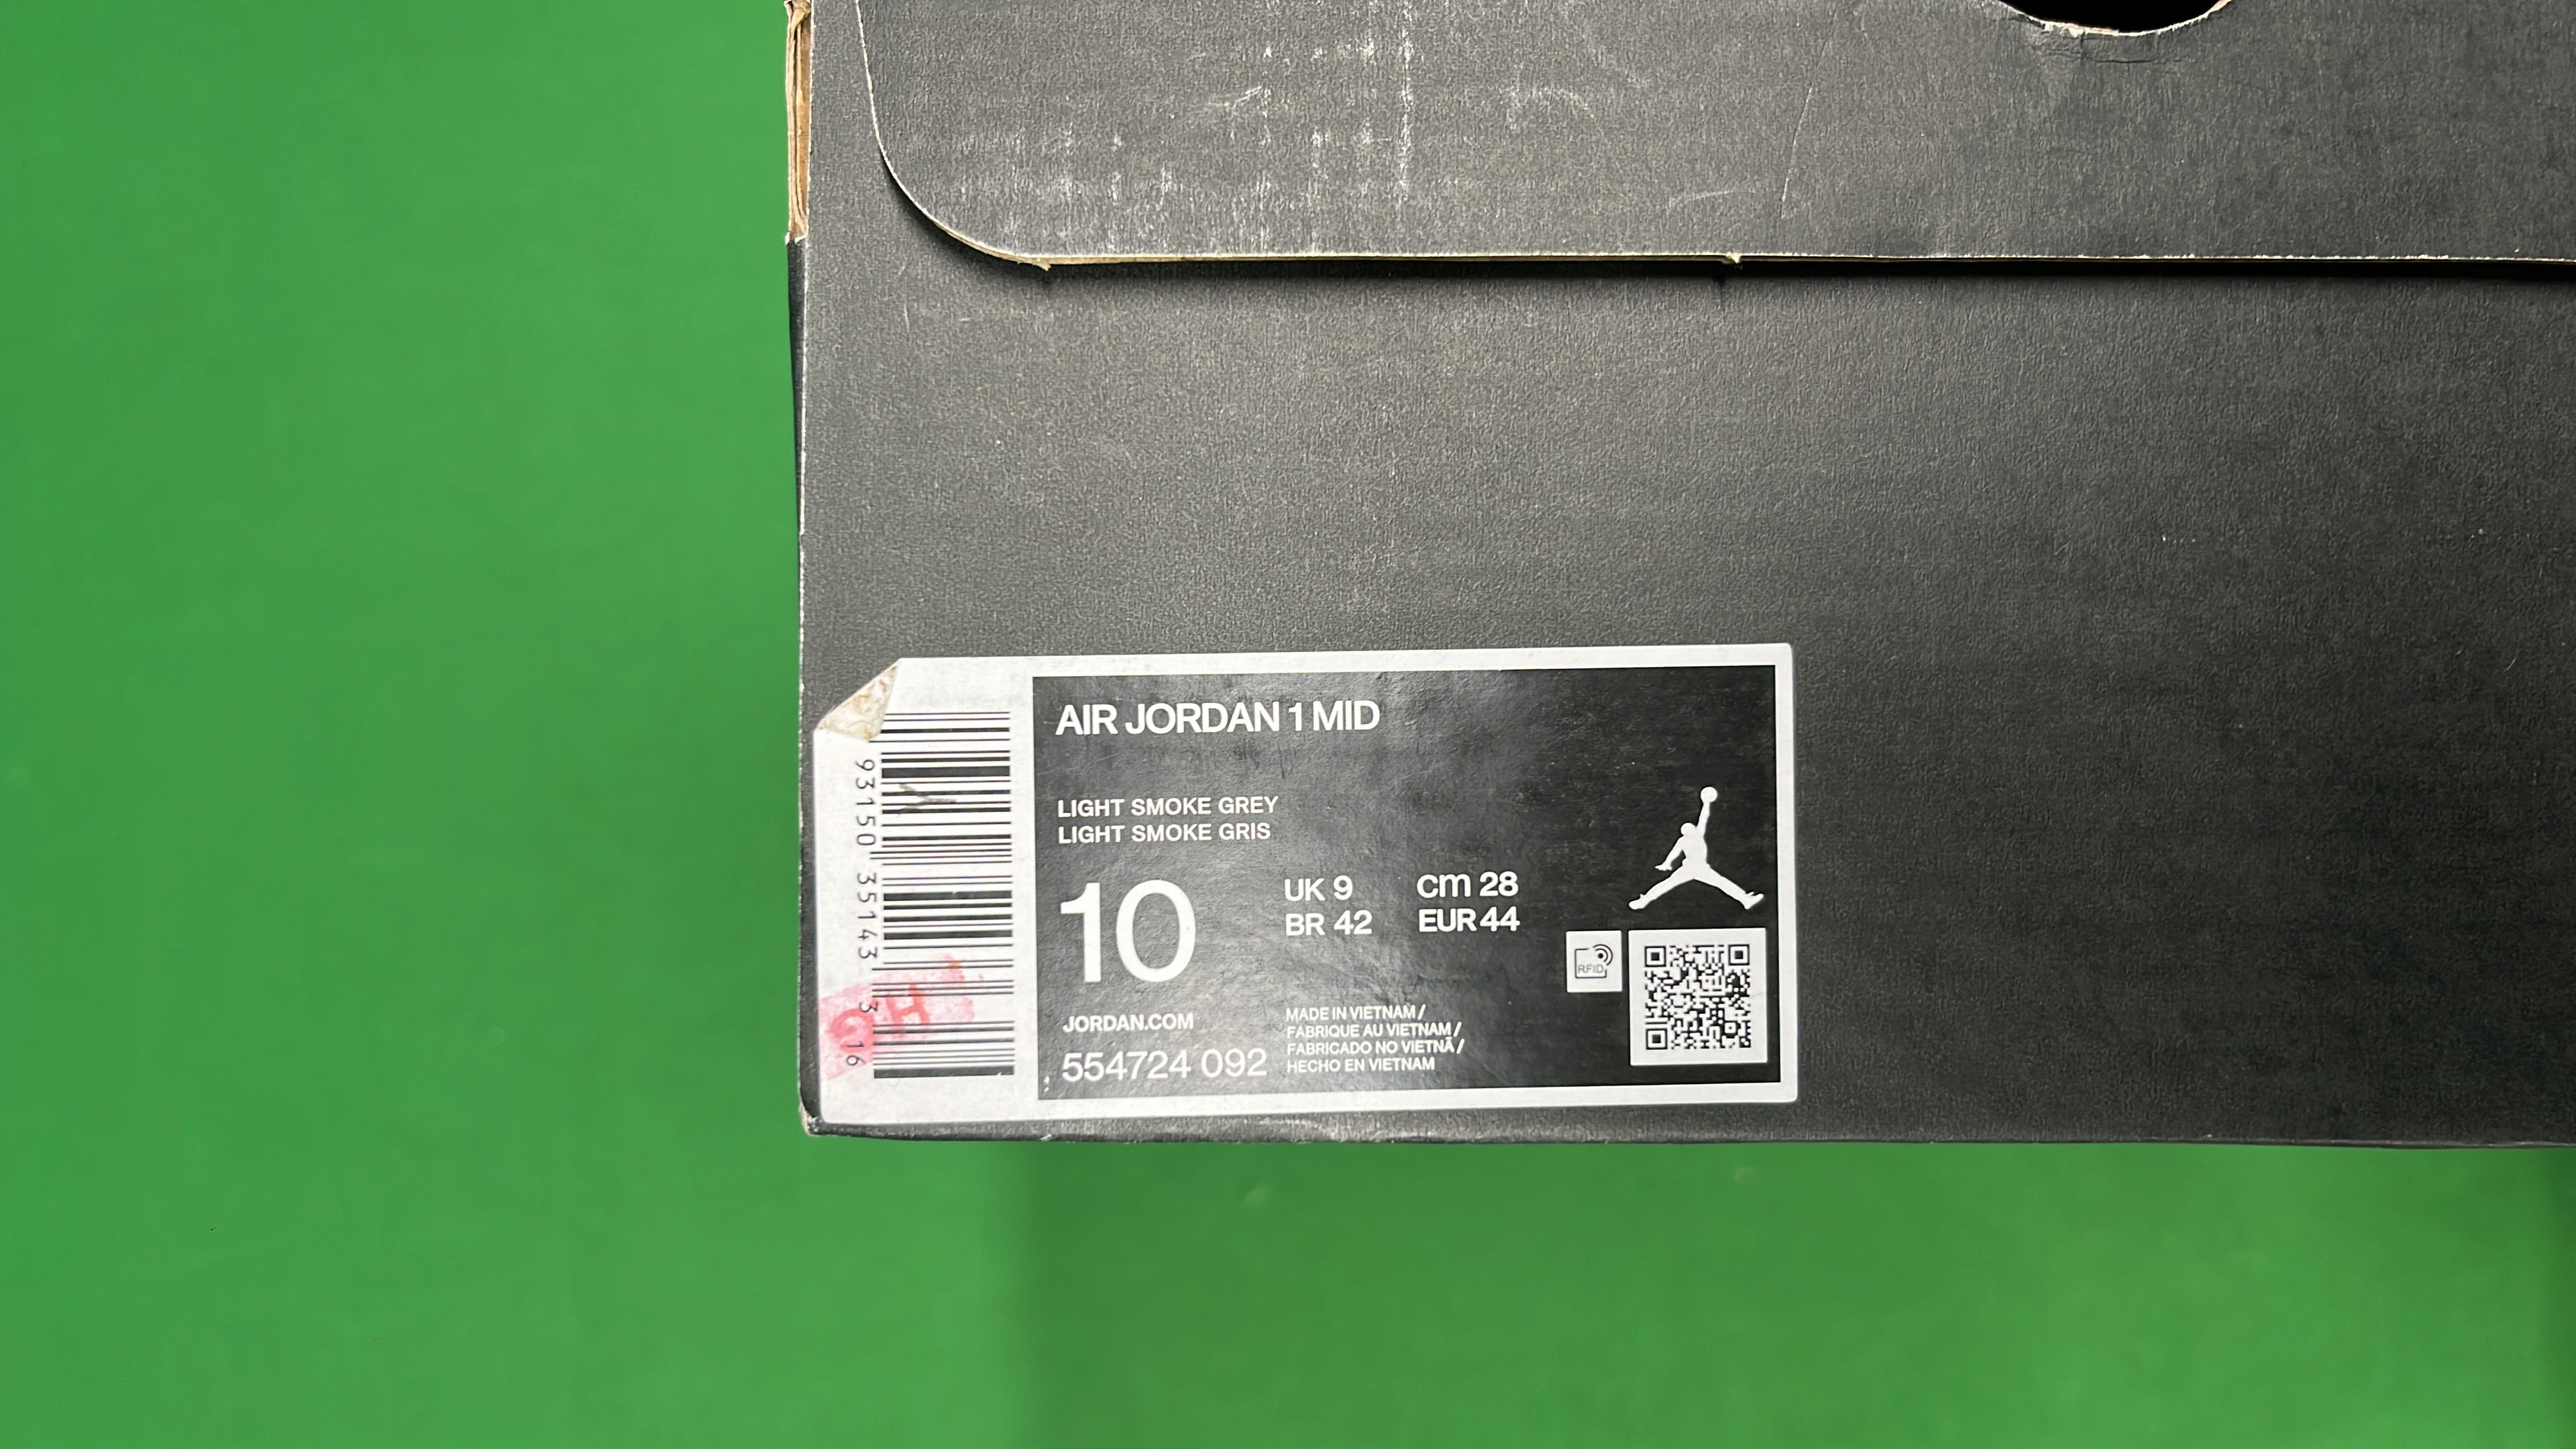 AIR JORDAN 1 MID
LIGHT SMOKE GREY
LIGHT SMOKE GRIS
10
UK 9
BR 42
cm 28
EUR 44
RFID
JORDAN.COM
554724 092
MADE IN VIETNAM /
FABRIQUE AU VIETNAM /
FABRICADO NO VIETNÃ /
HECHO EN VIETNAM
93150 35143 3 16
HG